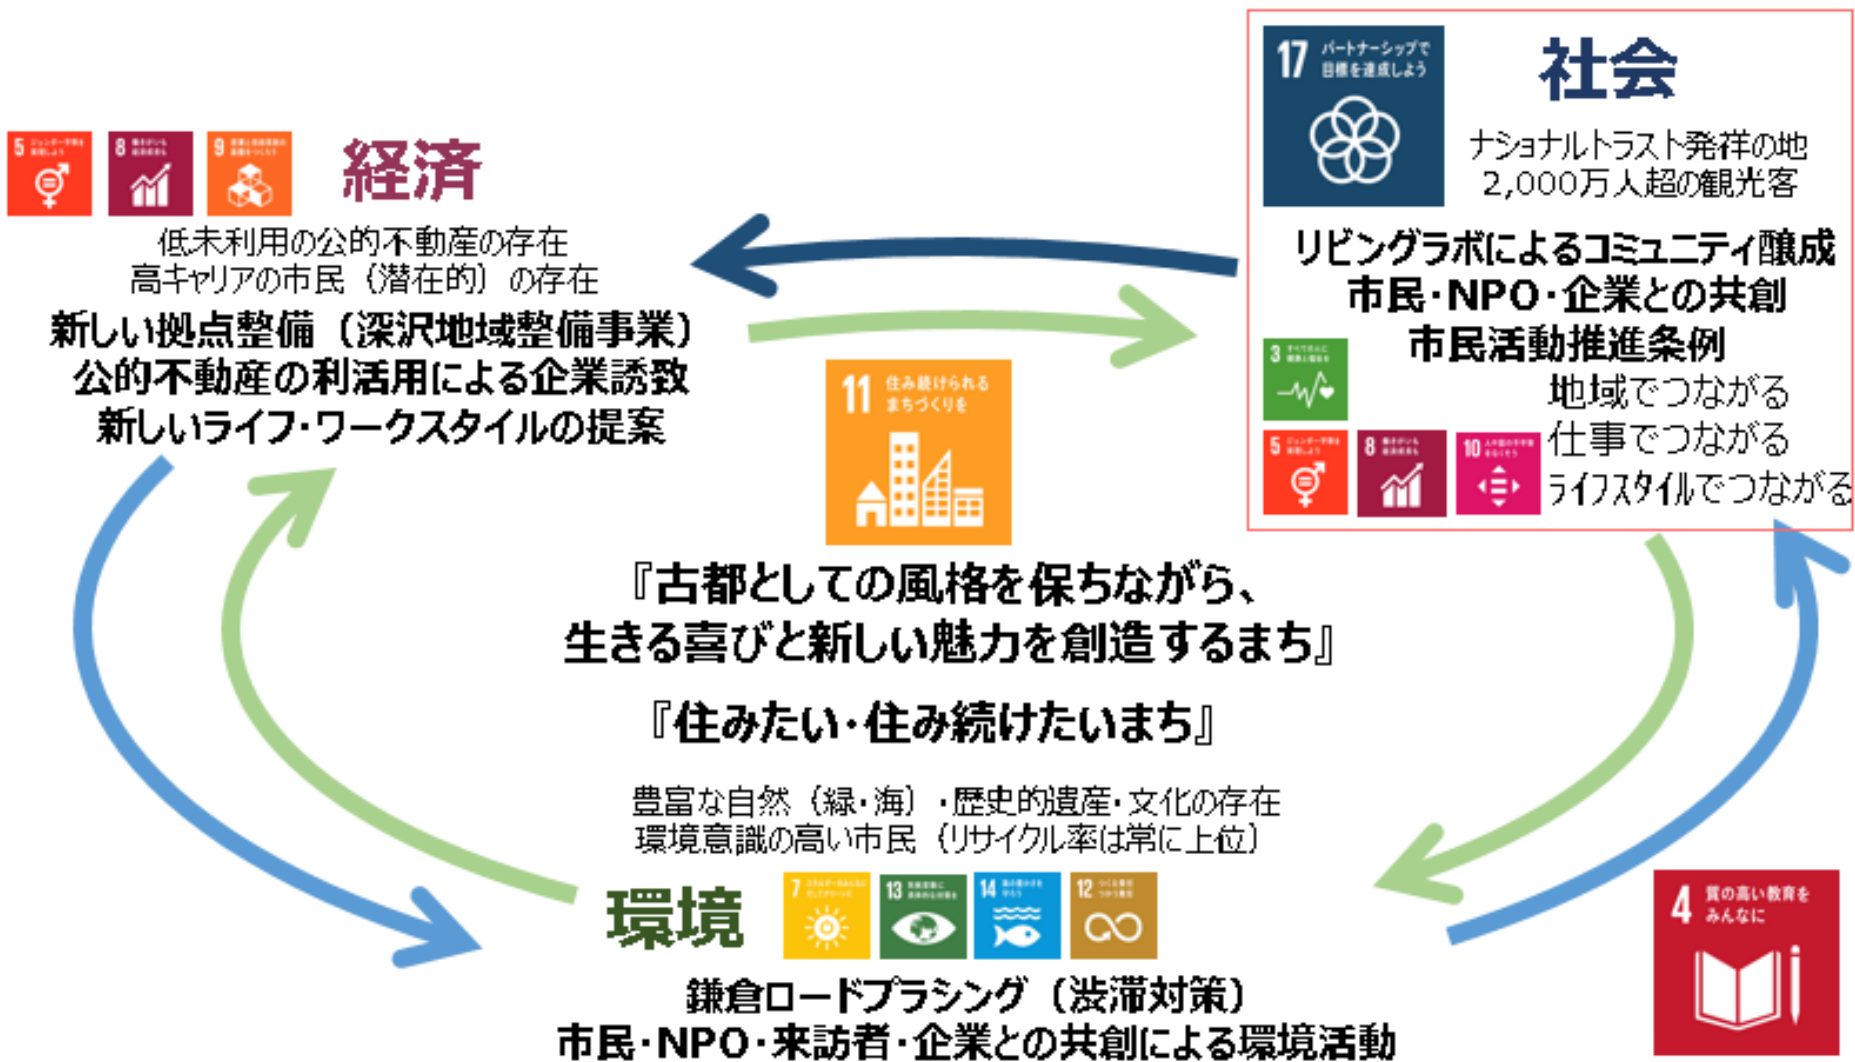 17 パートナーシップで
目標を達成しよう
社会
ナショナルトラスト発祥の地
2,000万人超の観光客
リビングラボによるコミュニティ醸成
市民・NPO・企業との共創
市民活動推進条例
3
地域でつながる
5
8
10
仕事でつながる
ライフスタイルでつながる
5
8
9
経済
低未利用の公的不動産の存在
高キャリアの市民（潜在的）の存在
新しい拠点整備（深沢地域整備事業）
公的不動産の利活用による企業誘致
新しいライフ・ワークスタイルの提案
11 住み続けられる
まちづくりを
『古都としての風格を保ちながら、
生きる喜びと新しい魅力を創造するまち』
『住みたい・住み続けたいまち』
豊富な自然（緑・海）・歴史的遺産・文化の存在
環境意識の高い市民（リサイクル率は常に上位）
環境
7
13
14
12
鎌倉ロードプラシング（渋滞対策）
市民・NPO・来訪者・企業との共創による環境活動
4 質の高い教育を
みんなに